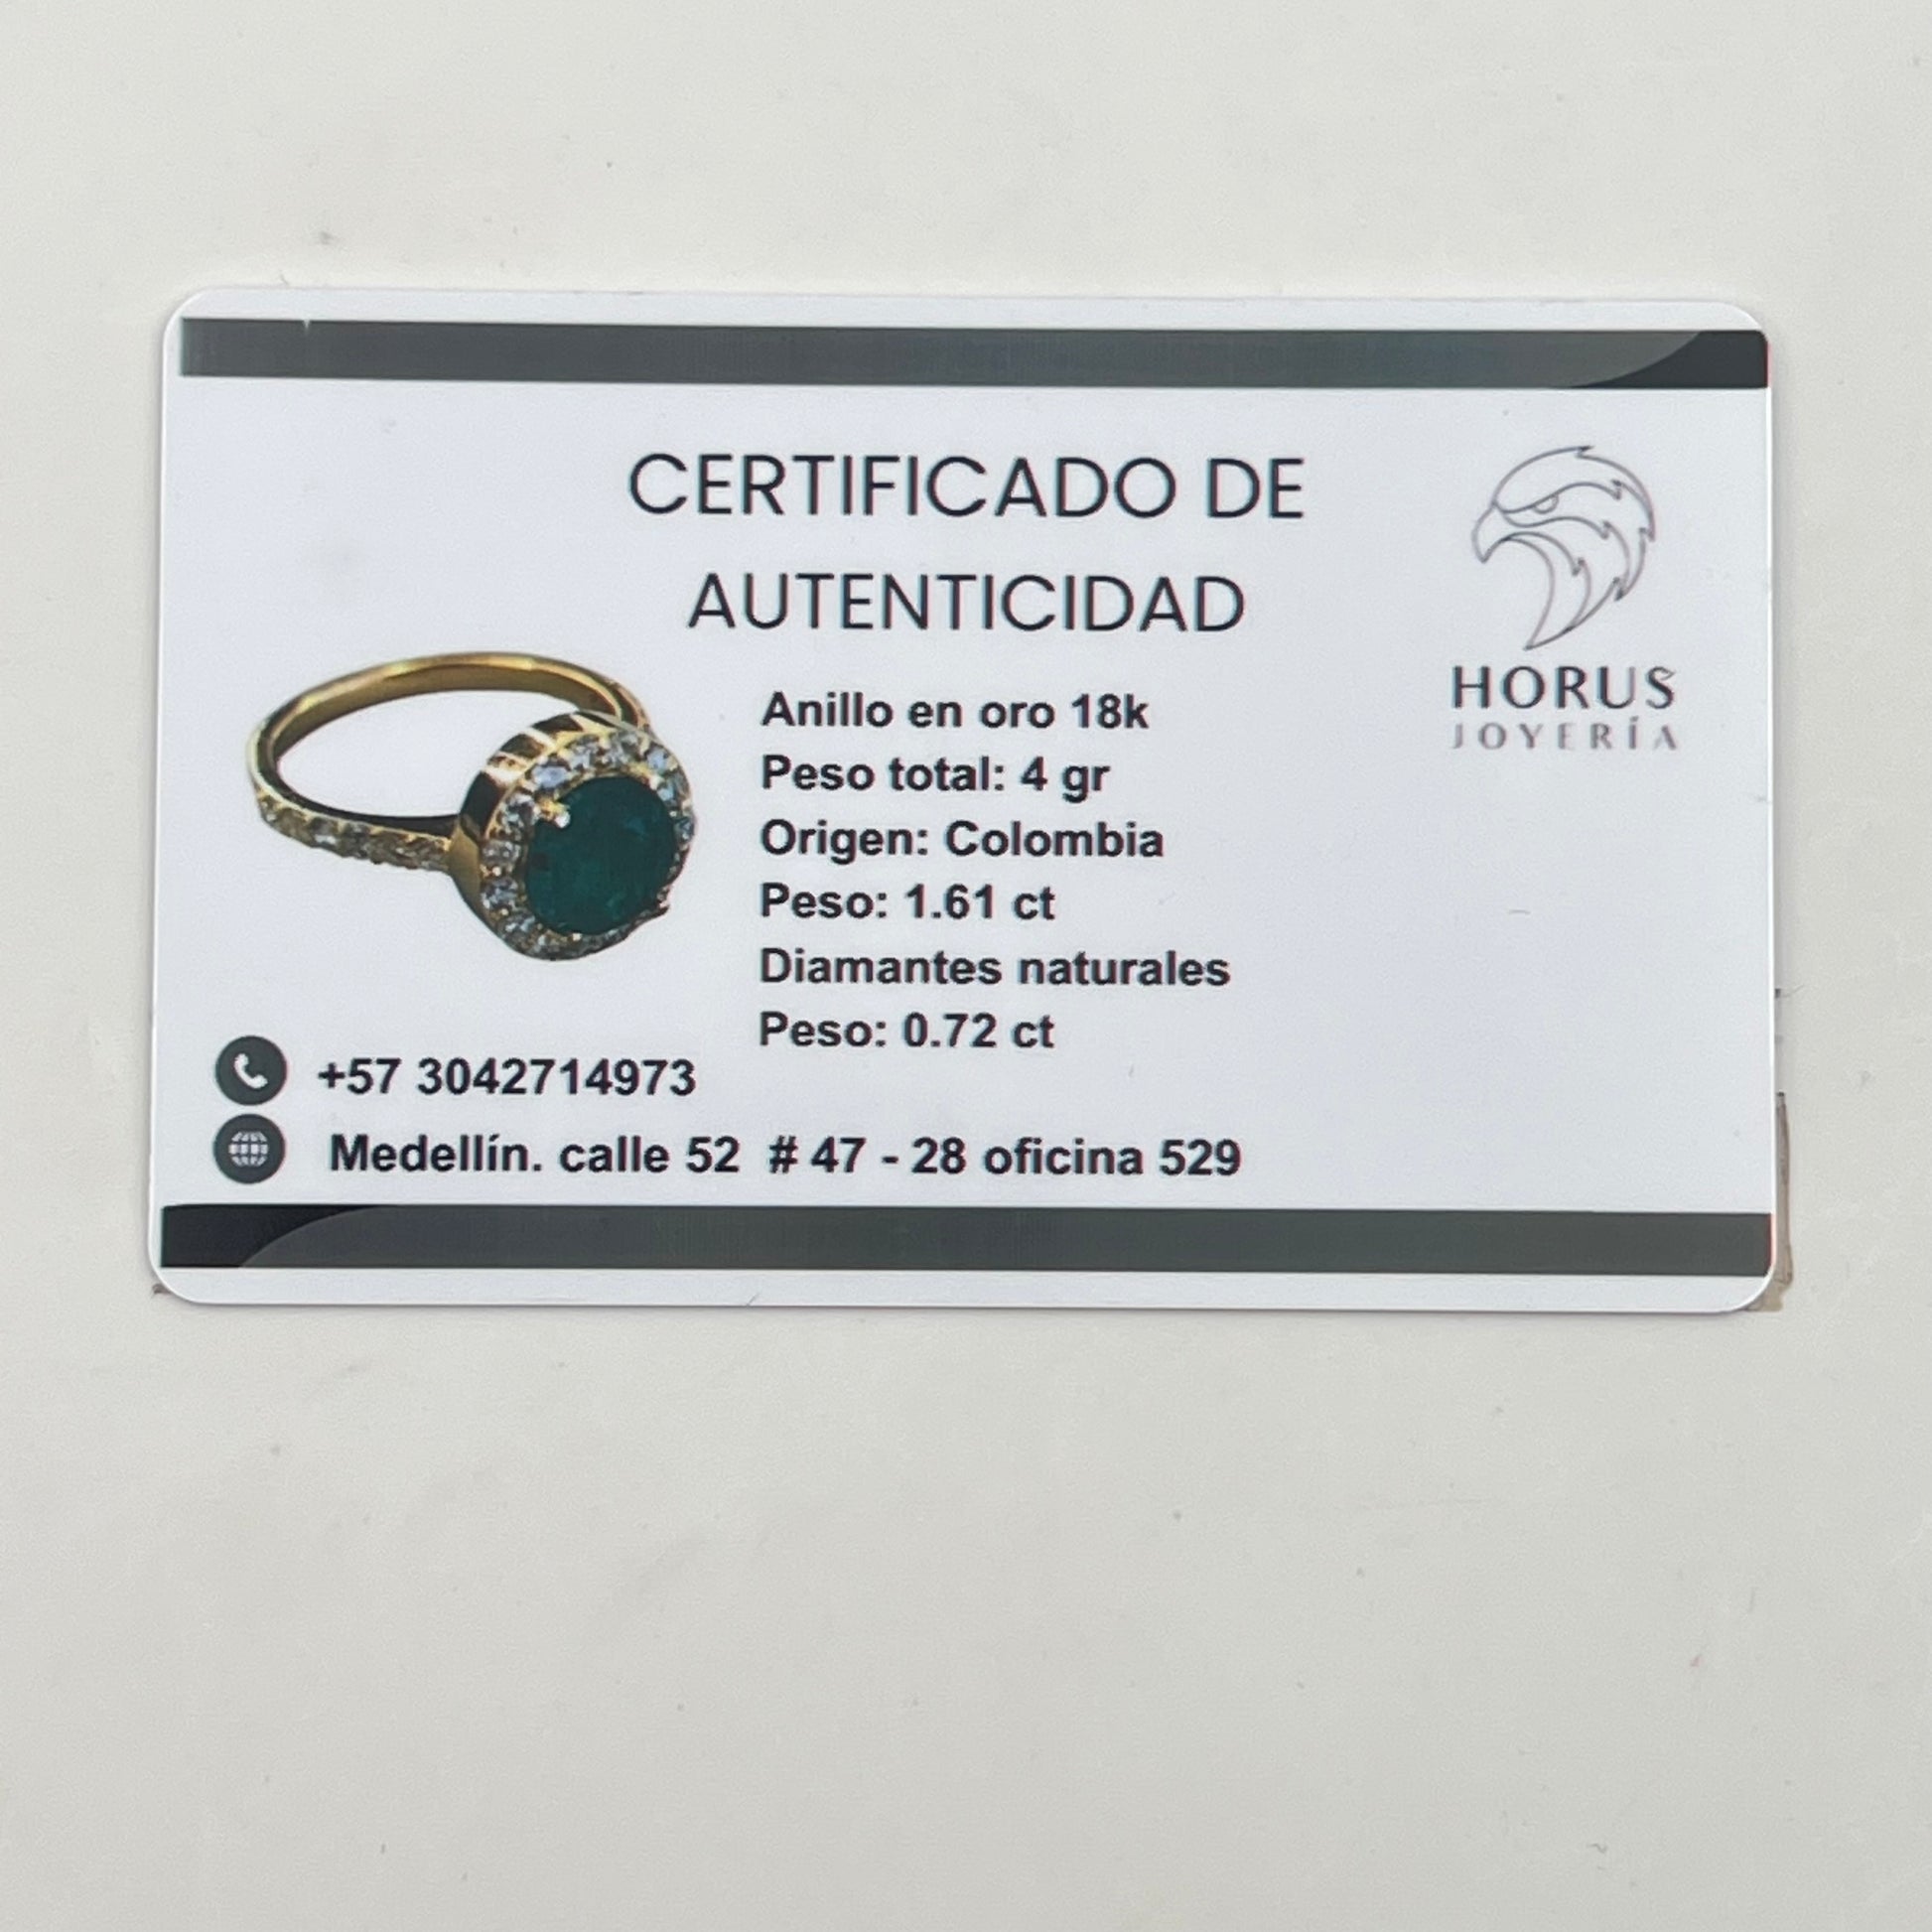 CERTIFICADO DE
AUTENTICIDAD
HORUS
JOYERÍA
Anillo en oro 18k
Peso total: 4 gr
Origen: Colombia
Peso: 1.61 ct
Diamantes naturales
Peso: 0.72 ct
+57 3042714973
Medellín. calle 52 # 47 - 28 oficina 529